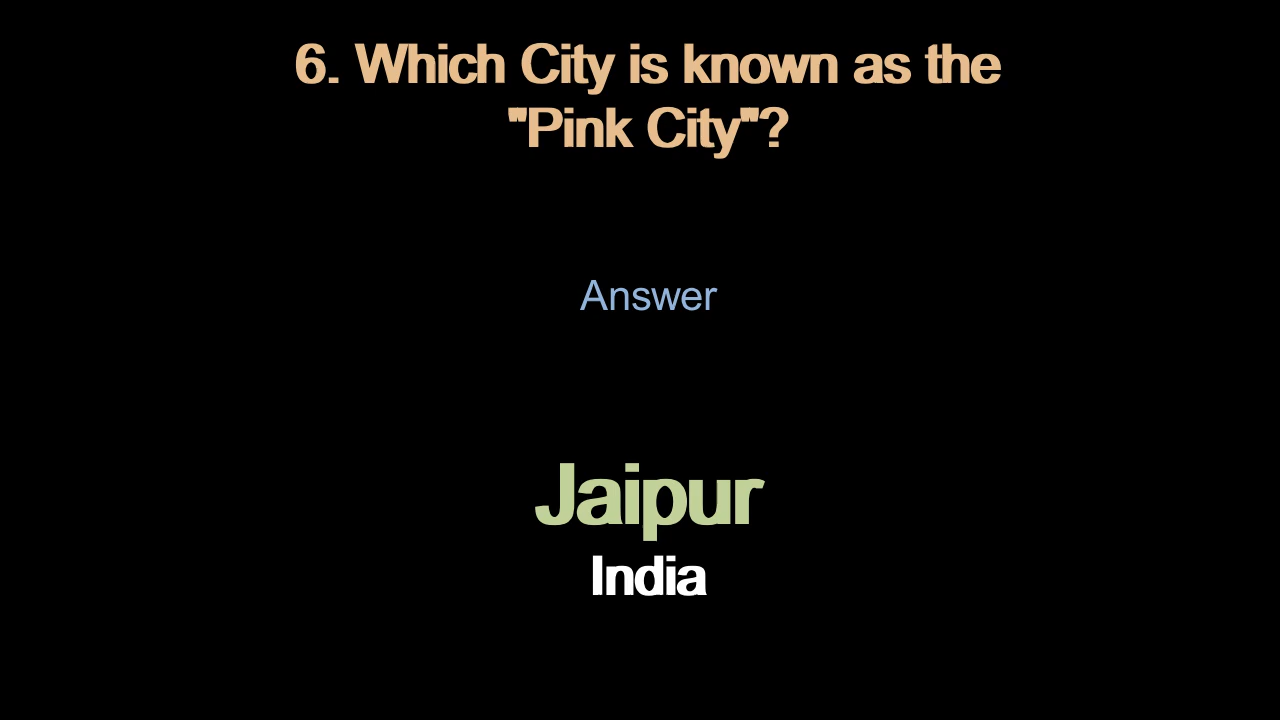 6. Which City is known as the
"Pink City"?
Answer
Jaipur
India